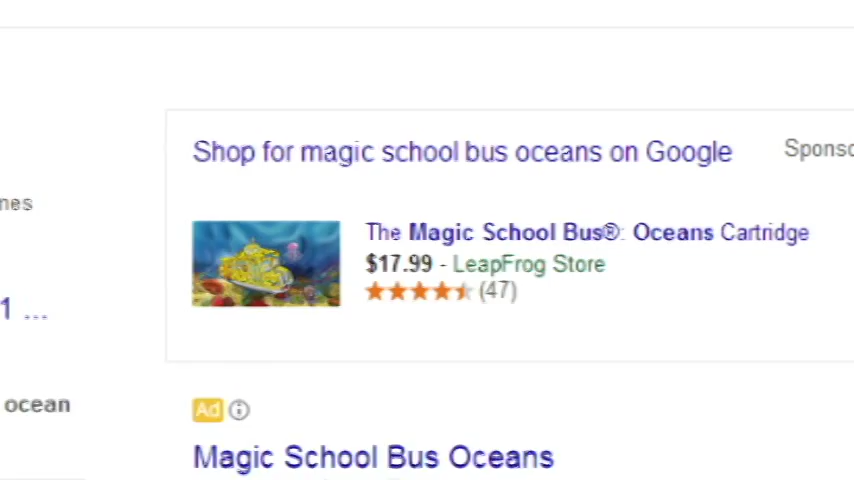 Shop for magic school bus oceans on Google
The Magic School Bus®: Oceans Cartridge
$17.99 - LeapFrog Store
(47)
1 ...
ocean
Ad
Magic School Bus Oceans